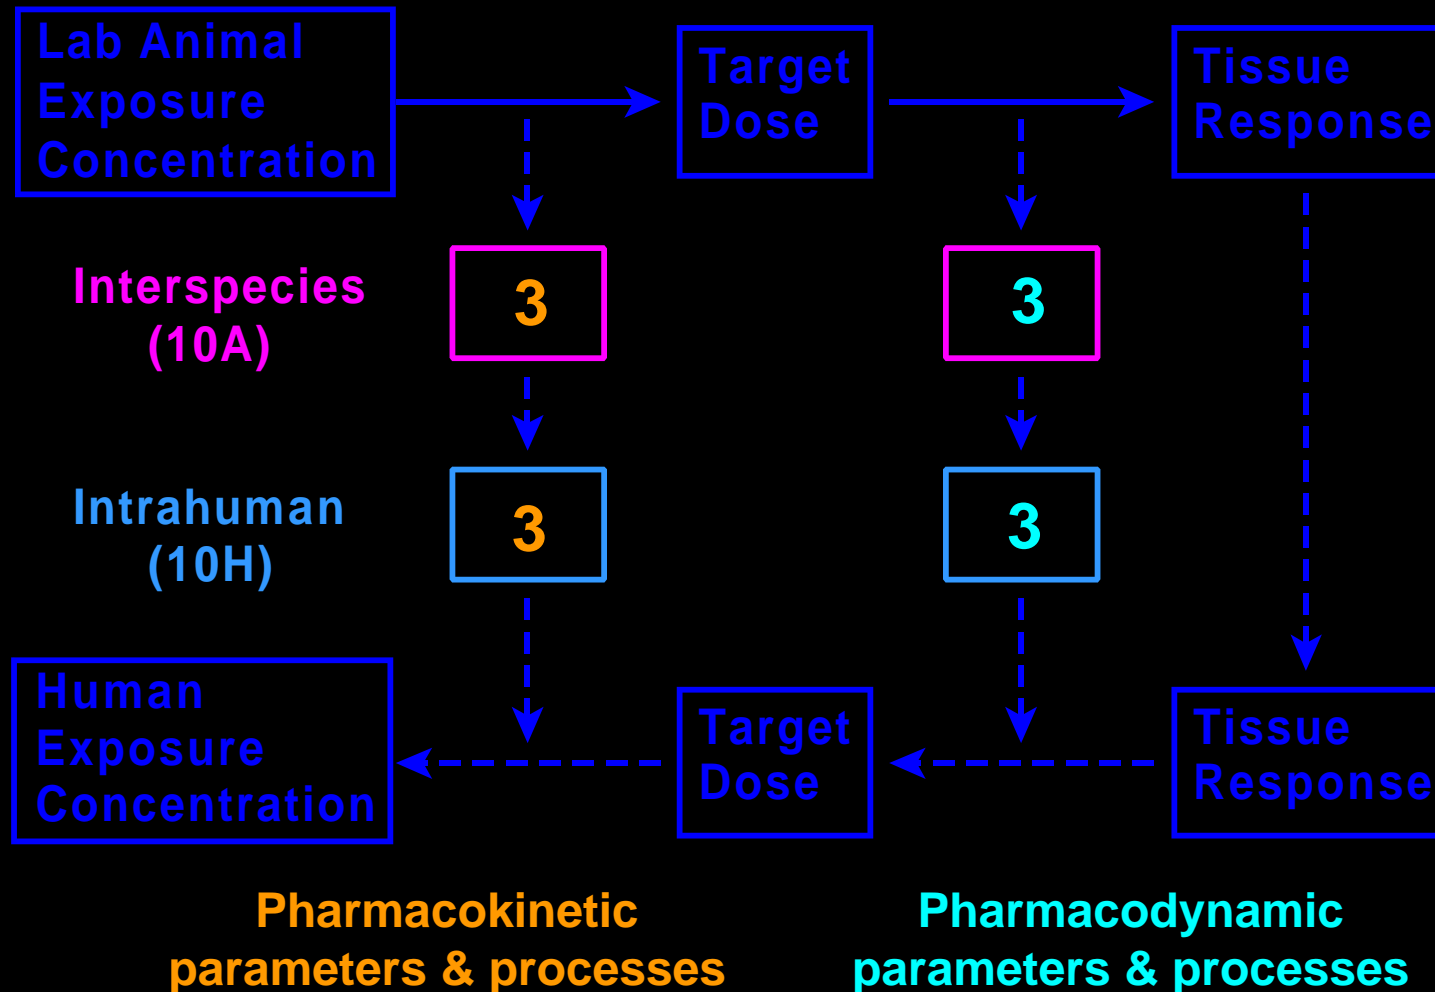 Lab Animal
Exposure
Concentration
Target
Dose
Tissue
Response
Interspecies
(10A)
3
3
Intrahuman
(10H)
3
3
Human
Exposure
Concentration
Target
Dose
Tissue
Response
Pharmacokinetic
parameters & processes
Pharmacodynamic
parameters & processes